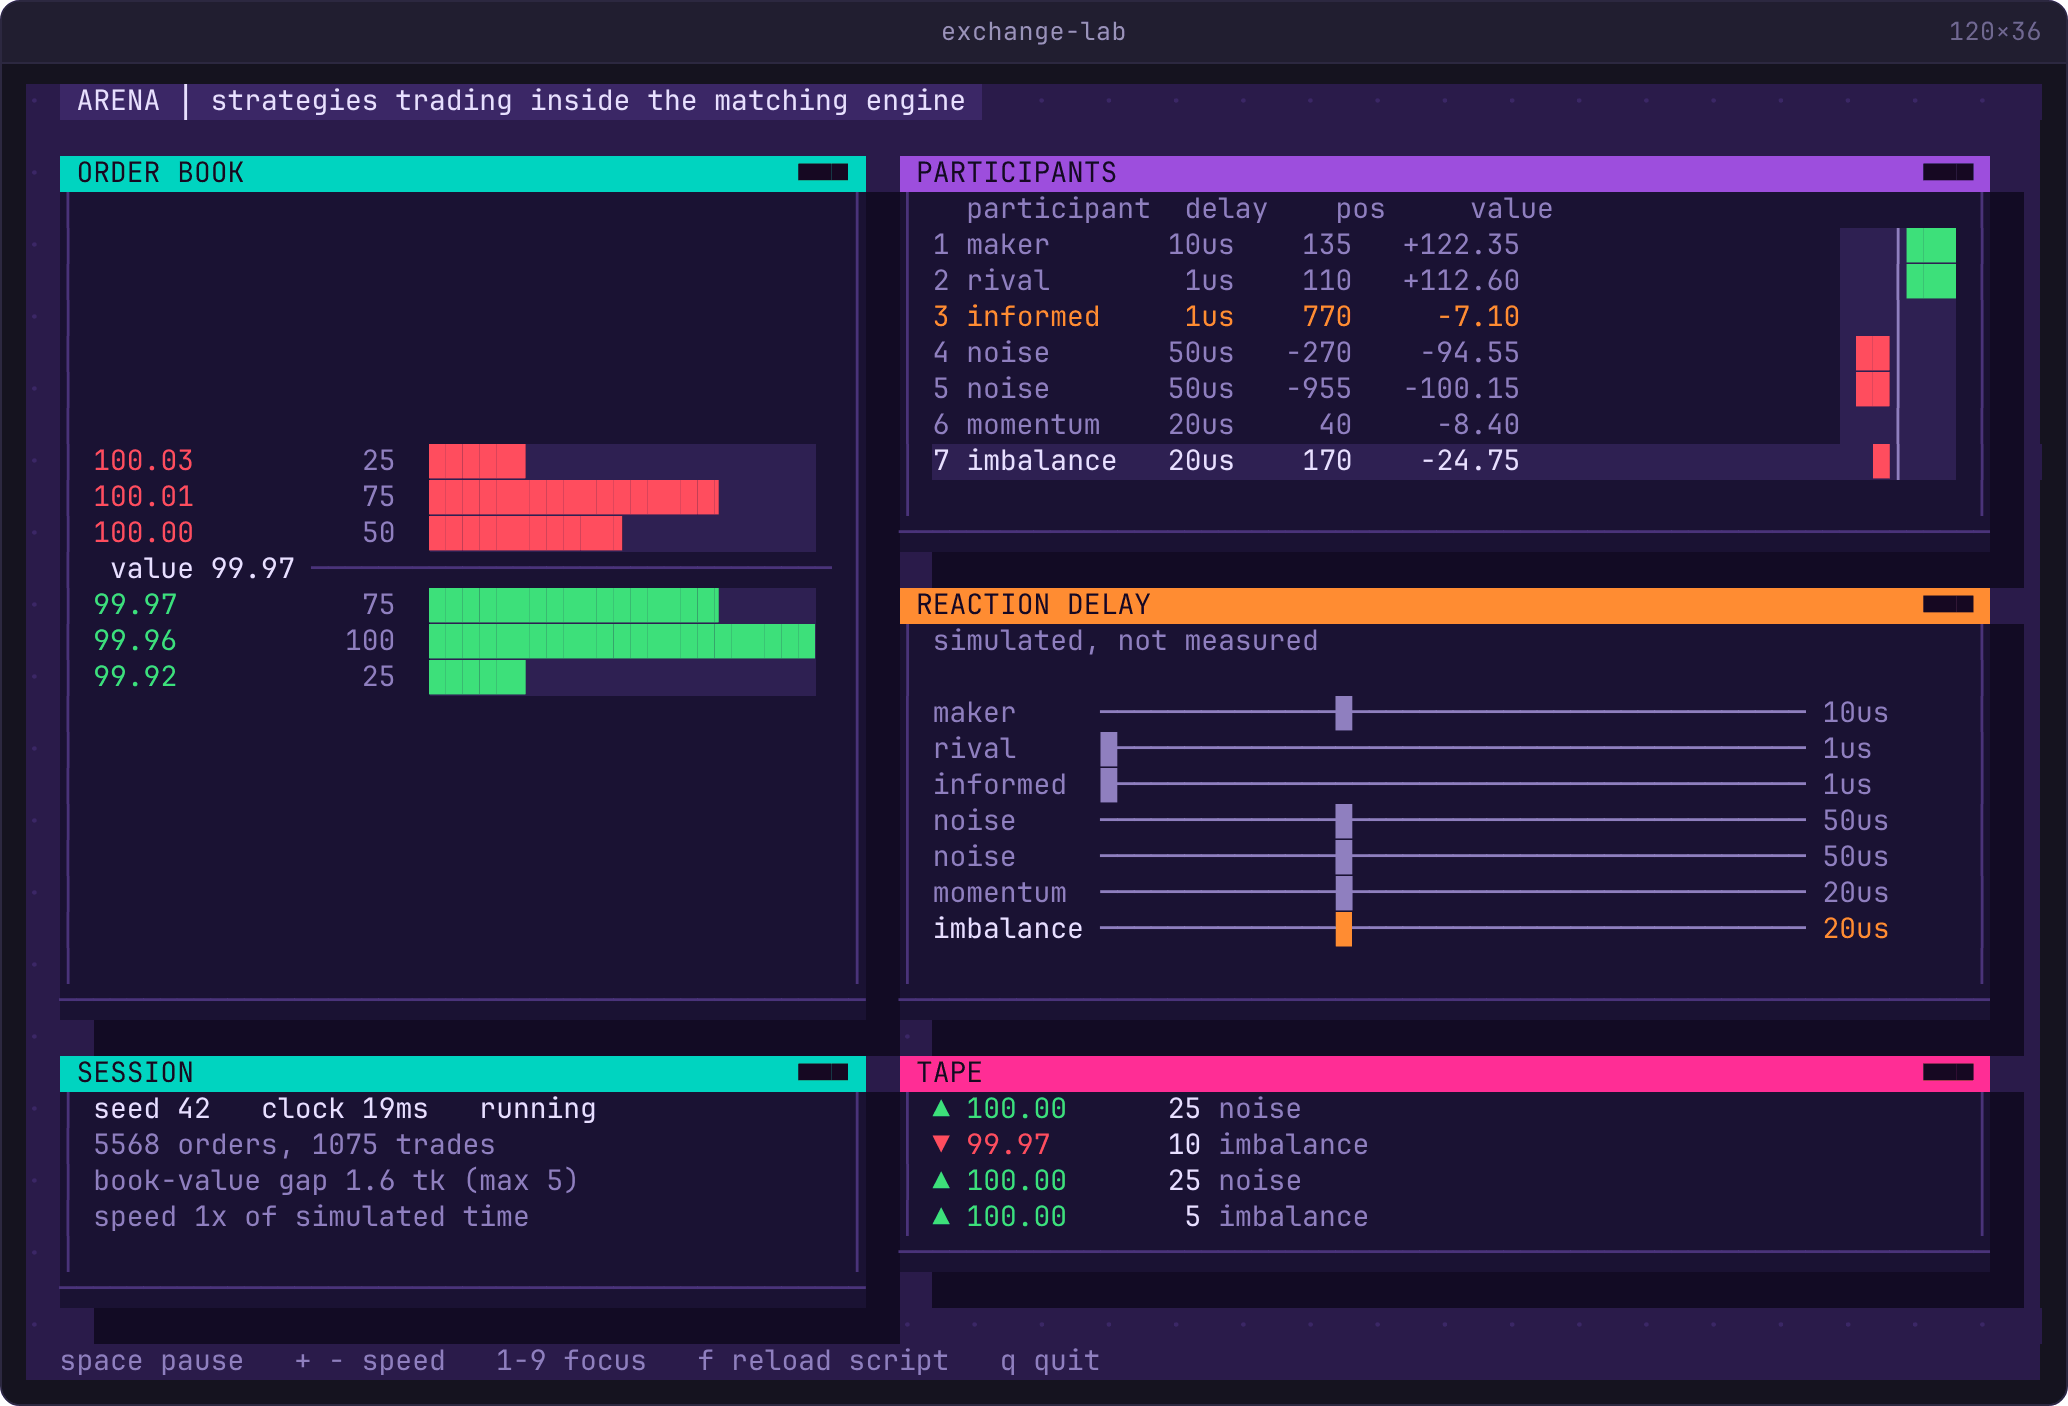 exchange-lab
120×36
ARENA │ strategies trading inside the matching engine
ORDER BOOK
100.03 25
100.01 75
100.00 50
value 99.97
99.97 75
99.96 100
99.92 25
PARTICIPANTS
participant delay pos value
1 maker 10us 135 +122.35
2 rival 1us 110 +112.60
3 informed 1us 770 -7.10
4 noise 50us -270 -94.55
5 noise 50us -955 -100.15
6 momentum 20us 40 -8.40
7 imbalance 20us 170 -24.75
REACTION DELAY
simulated, not measured
maker 10us
rival 1us
informed 1us
noise 50us
noise 50us
momentum 20us
imbalance 20us
SESSION
seed 42 clock 19ms running
5568 orders, 1075 trades
book-value gap 1.6 tk (max 5)
speed 1x of simulated time
TAPE
▲ 100.00 25 noise
▼ 99.97 10 imbalance
▲ 100.00 25 noise
▲ 100.00 5 imbalance
space pause + - speed 1-9 focus f reload script q quit